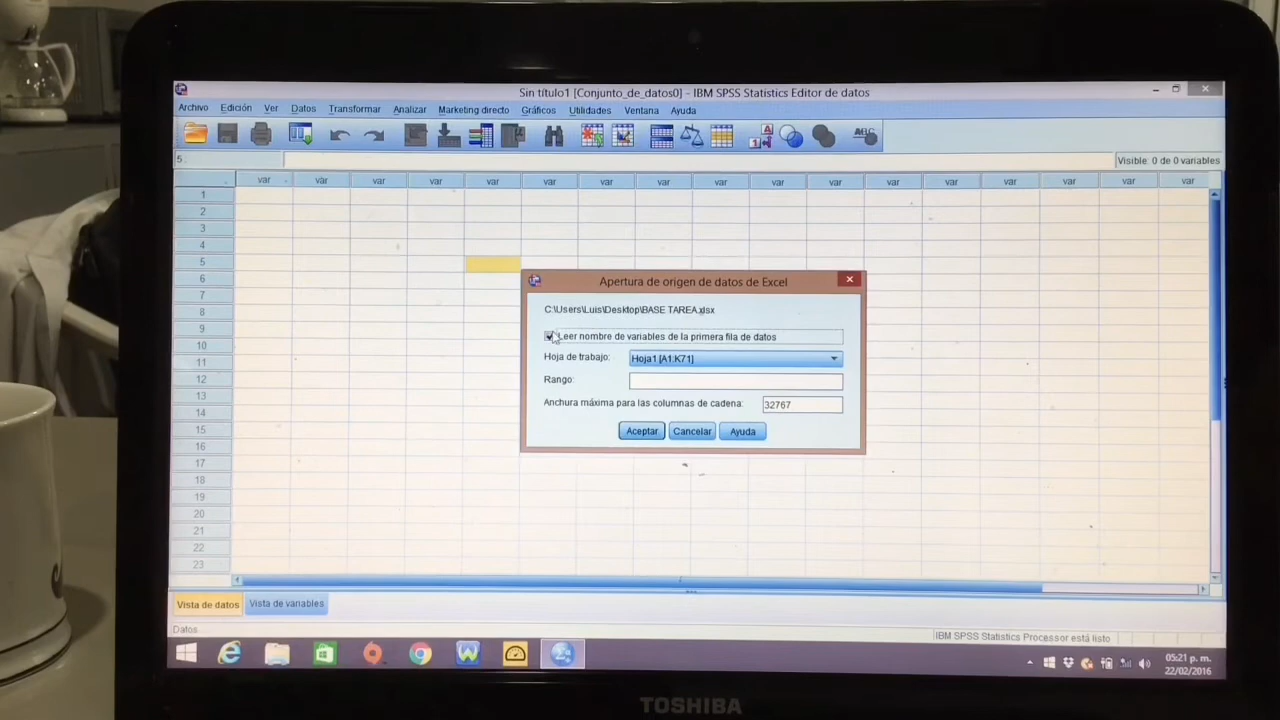 Sin título1 [Conjunto_de_datos0] - IBM SPSS Statistics Editor de datos
Archivo Edición Ver Datos Transformar Analizar Marketing directo Gráficos Utilidades Ventana Ayuda
5 :
Visible: 0 de 0 variables
var var var var var var var var var var var var var var var var var
1
2
3
4
5
6
7
8
9
10
11
12
13
14
15
16
17
18
19
20
21
22
23
Apertura de origen de datos de Excel
C:\Users\Luis\Desktop\BASE TAREA.xlsx
Leer nombre de variables de la primera fila de datos
Hoja de trabajo: Hoja1 [A1:K71]
Rango:
Anchura máxima para las columnas de cadena: 32767
Aceptar Cancelar Ayuda
Vista de datos Vista de variables
Datos
IBM SPSS Statistics Processor está listo
05:21 p. m.
22/02/2016
TOSHIBA